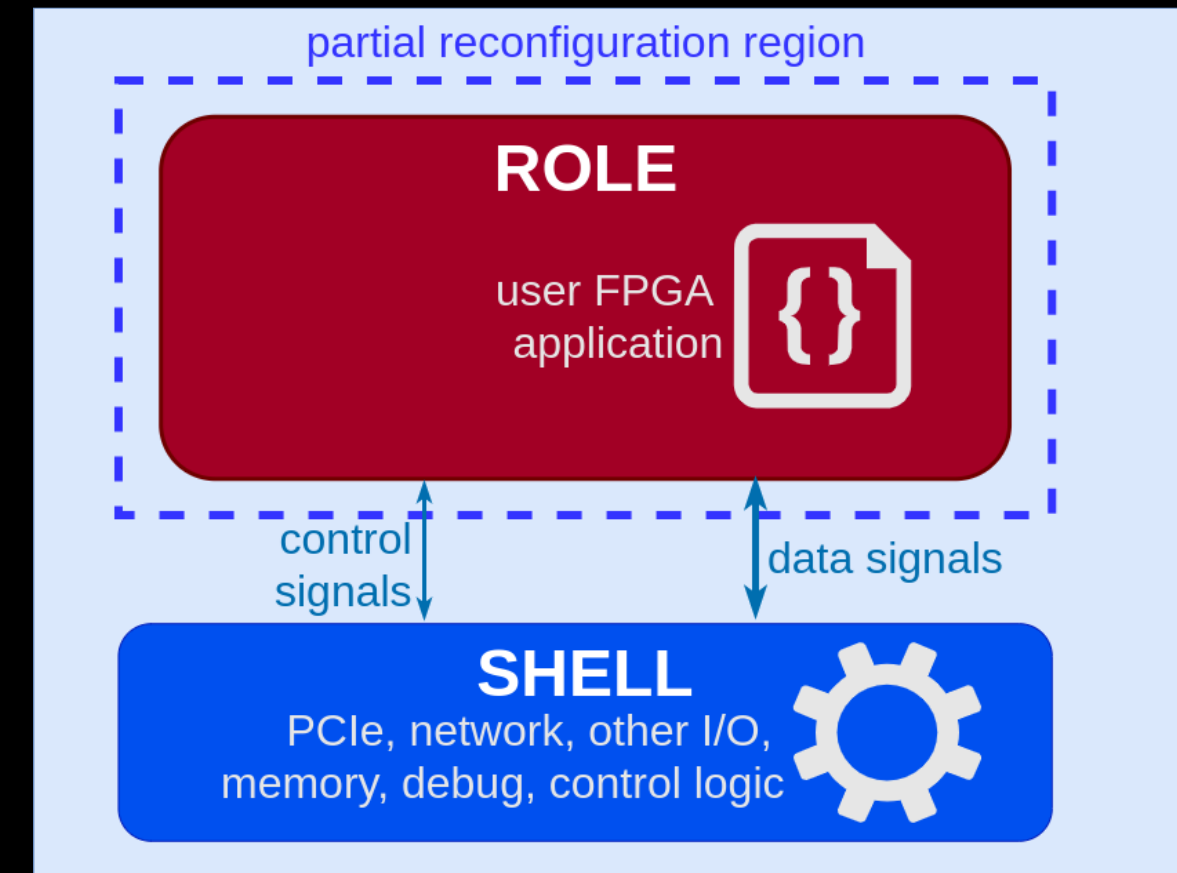 partial reconfiguration region
ROLE
user FPGA
application
{}
control
signals
data signals
SHELL
PCIe, network, other I/O,
memory, debug, control logic